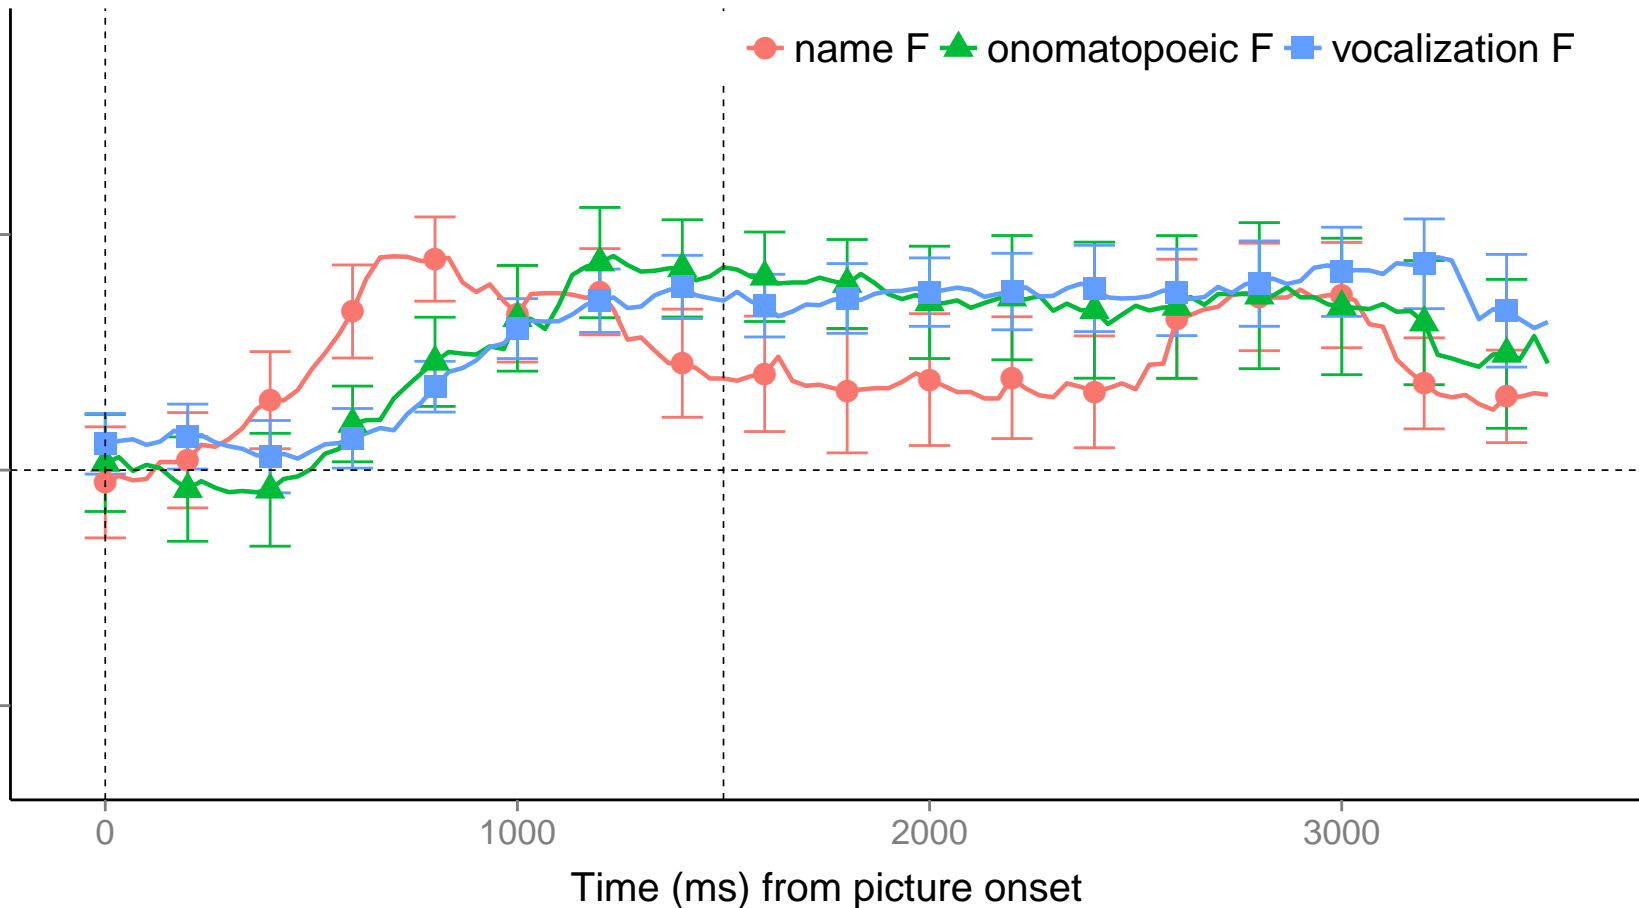 name F onomatopoeic F vocalization F
0 1000 2000 3000
Time (ms) from picture onset